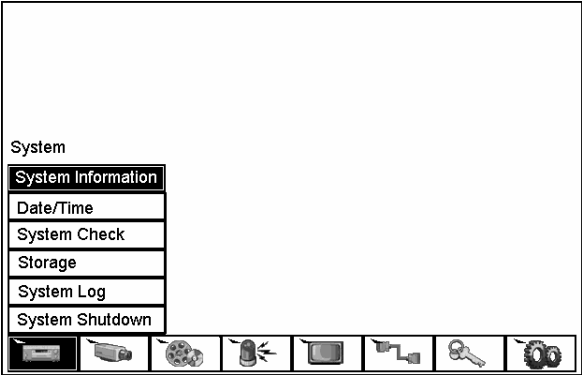 System
System Information
Date/Time
System Check
Storage
System Log
System Shutdown